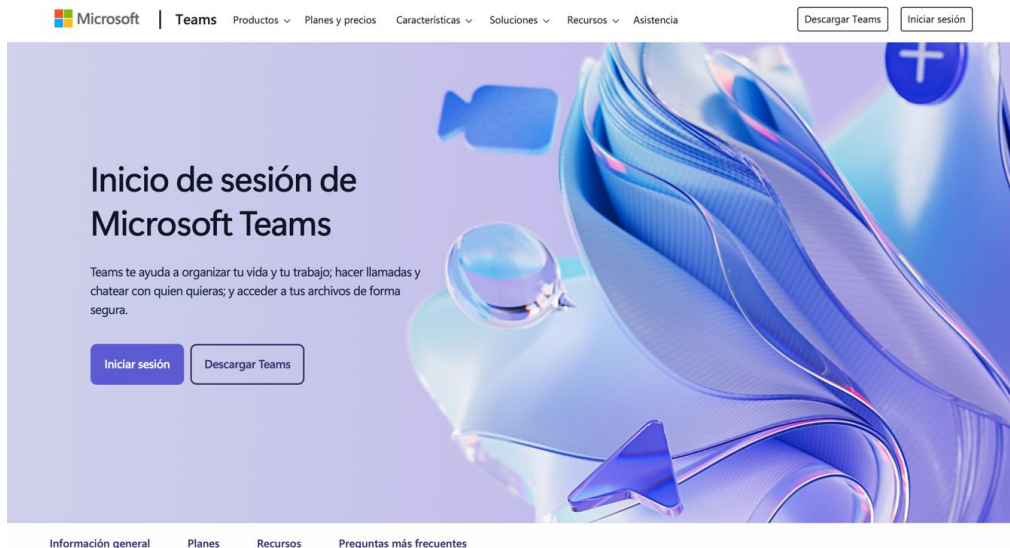 Microsoft
Teams Productos Planes y precios Características Soluciones Recursos Asistencia Descargar Teams Iniciar sesión
Inicio de sesión de
Microsoft Teams
Teams te ayuda a organizar tu vida y tu trabajo; hacer llamadas y
chatear con quien quieras; y acceder a tus archivos de forma
segura.
Iniciar sesión Descargar Teams
Información general Planes Recursos Preguntas más frecuentes